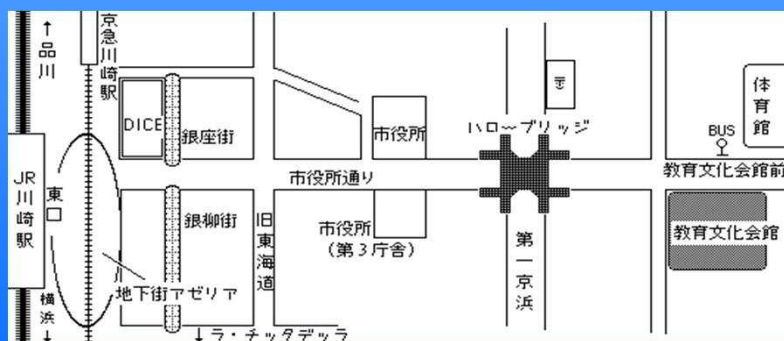 ↑品川
京急川崎駅
DICE
銀座街
〒
体育館
市役所
ハローブリッジ
BUS
JR川崎駅
東口
市役所通り
教育文化会館前
銀柳街
旧東海道
市役所
(第3庁舎)
第一京浜
教育文化会館
地下街アゼリア
横浜↓
↓ラ・チッタデッラ